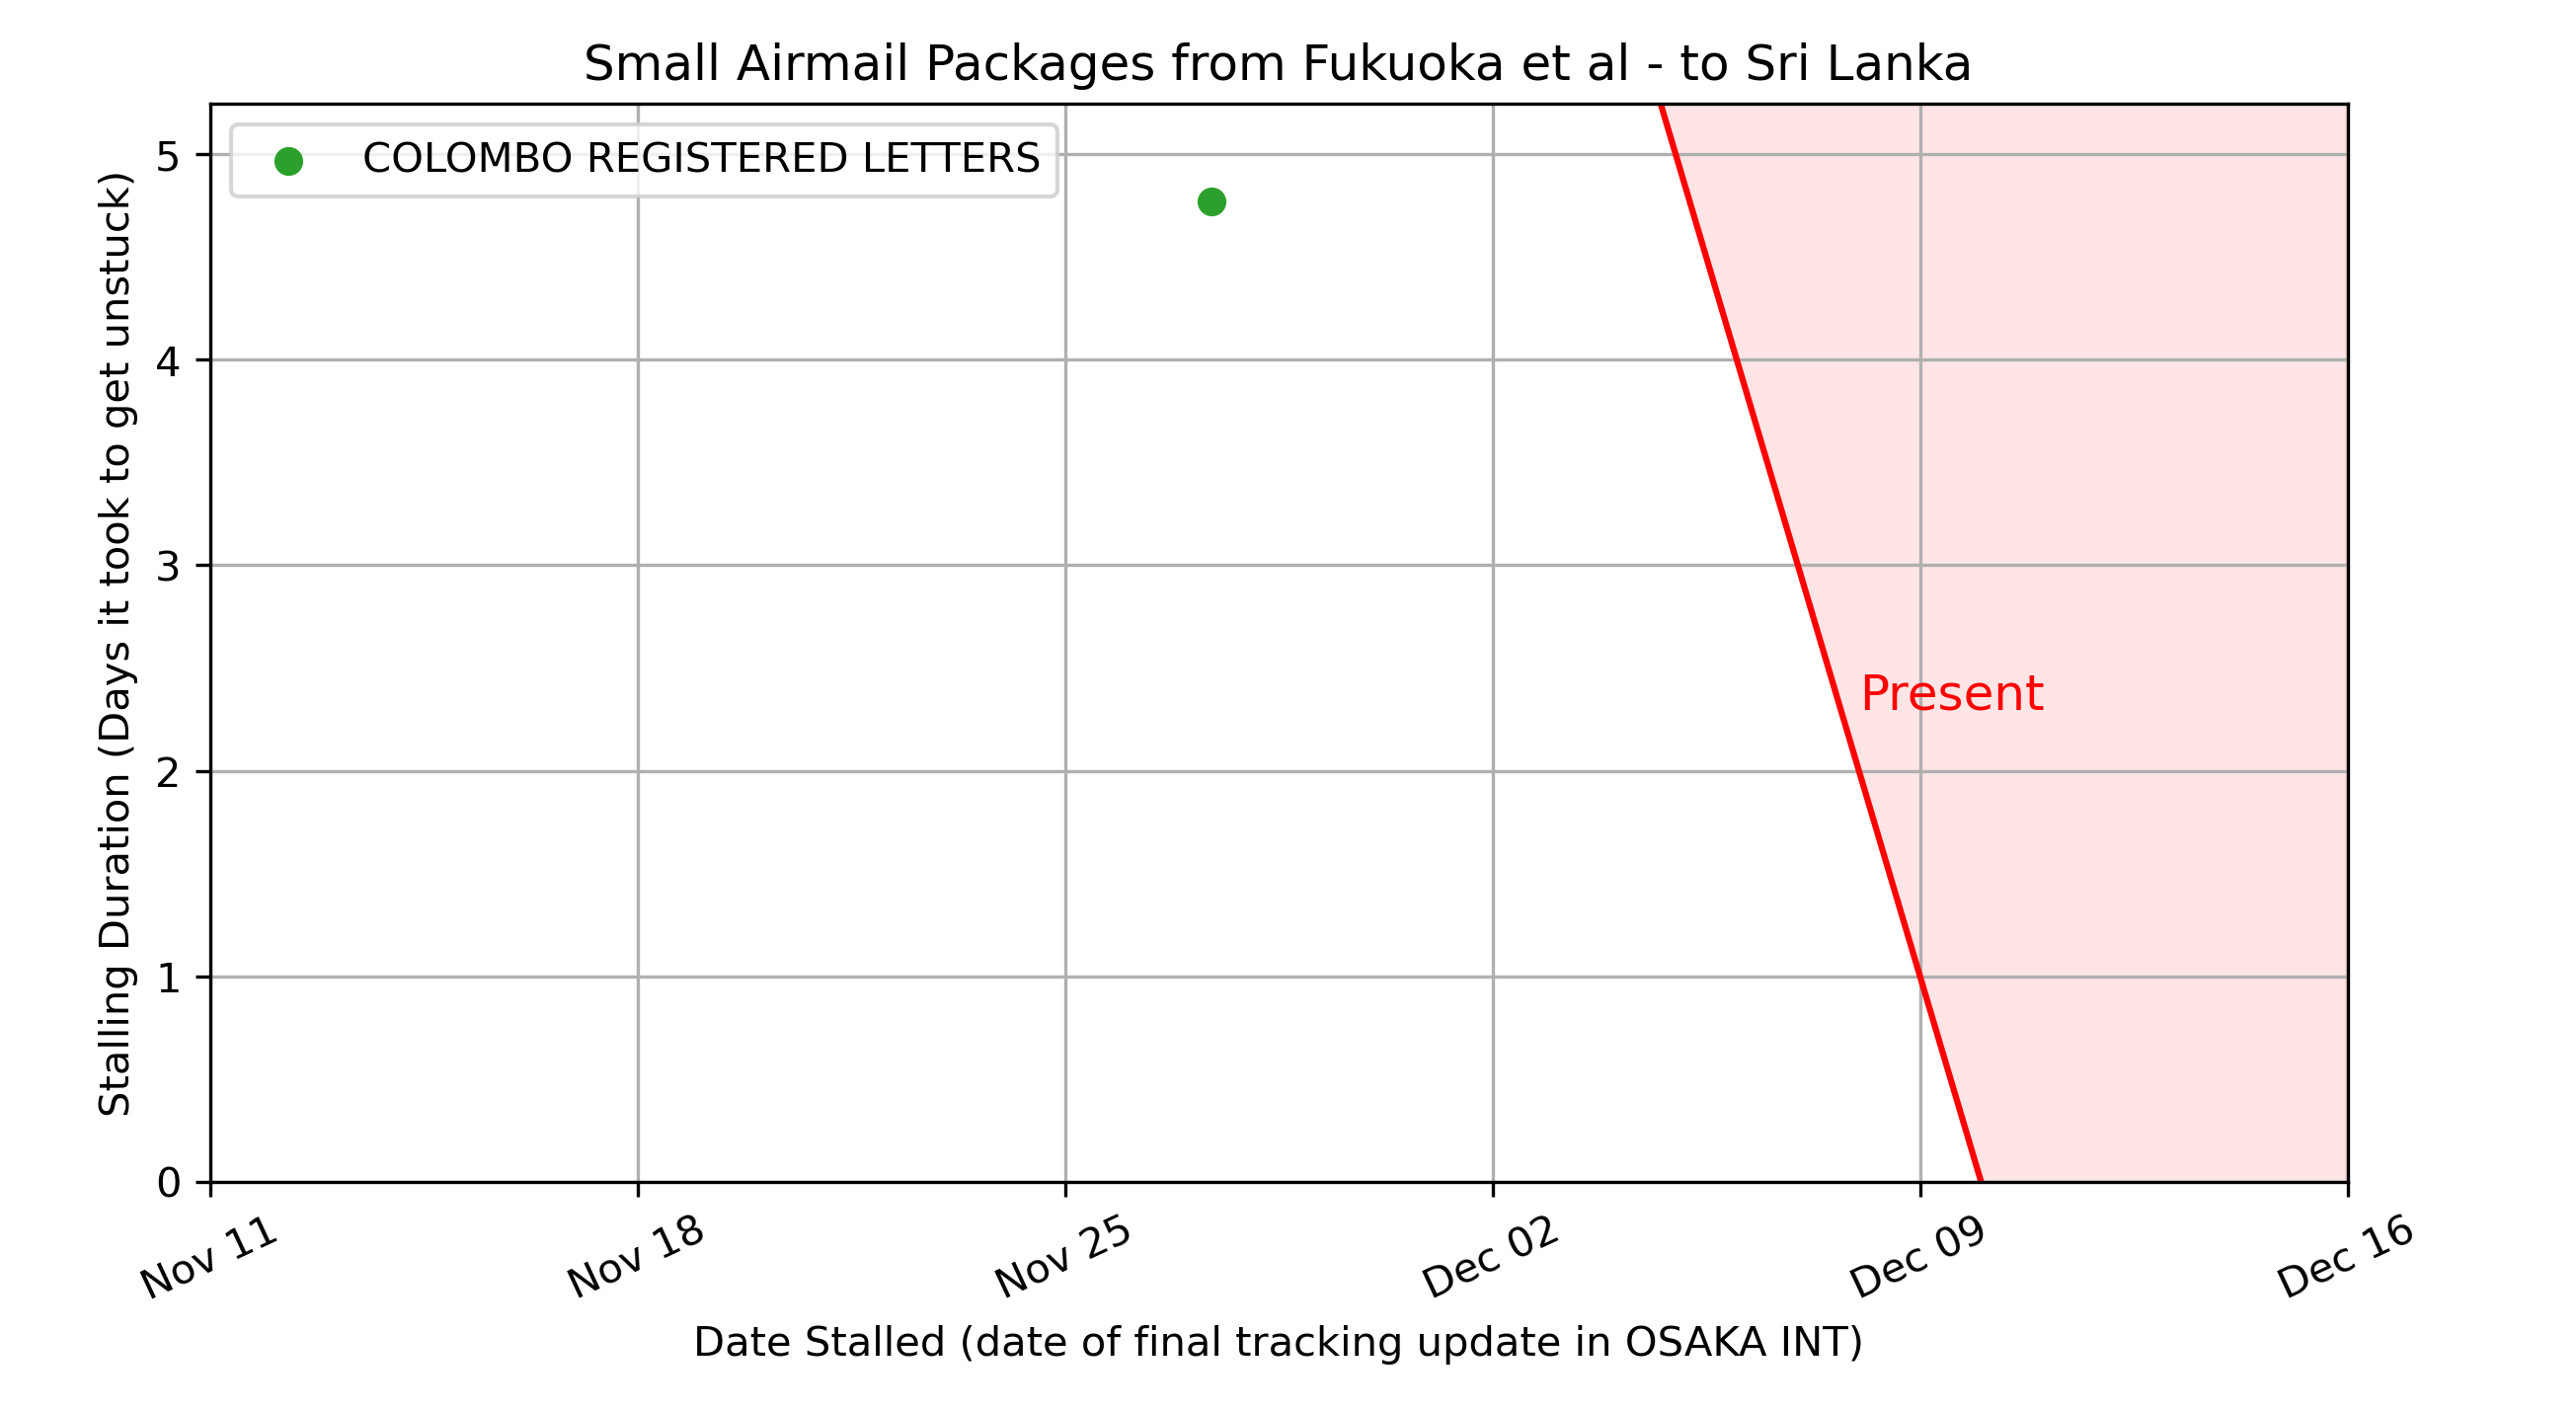 Small Airmail Packages from Fukuoka et al - to Sri Lanka
COLOMBO REGISTERED LETTERS
Stalling Duration (Days it took to get unstuck)
5
4
3
2
1
0
Present
Nov 11
Nov 18
Nov 25
Dec 02
Dec 09
Dec 16
Date Stalled (date of final tracking update in OSAKA INT)